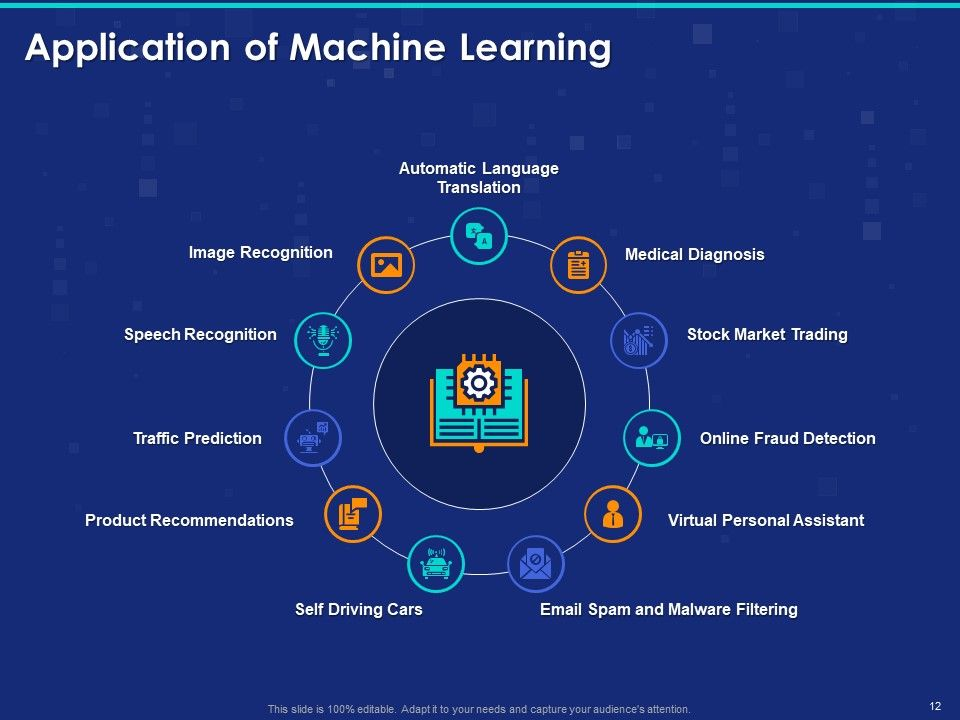 Application of Machine Learning
Automatic Language
Translation
Image Recognition
Medical Diagnosis
Speech Recognition
Stock Market Trading
Traffic Prediction
Online Fraud Detection
Product Recommendations
Virtual Personal Assistant
Self Driving Cars
Email Spam and Malware Filtering
A
This slide is 100% editable. Adapt it to your needs and capture your audience's attention.
12